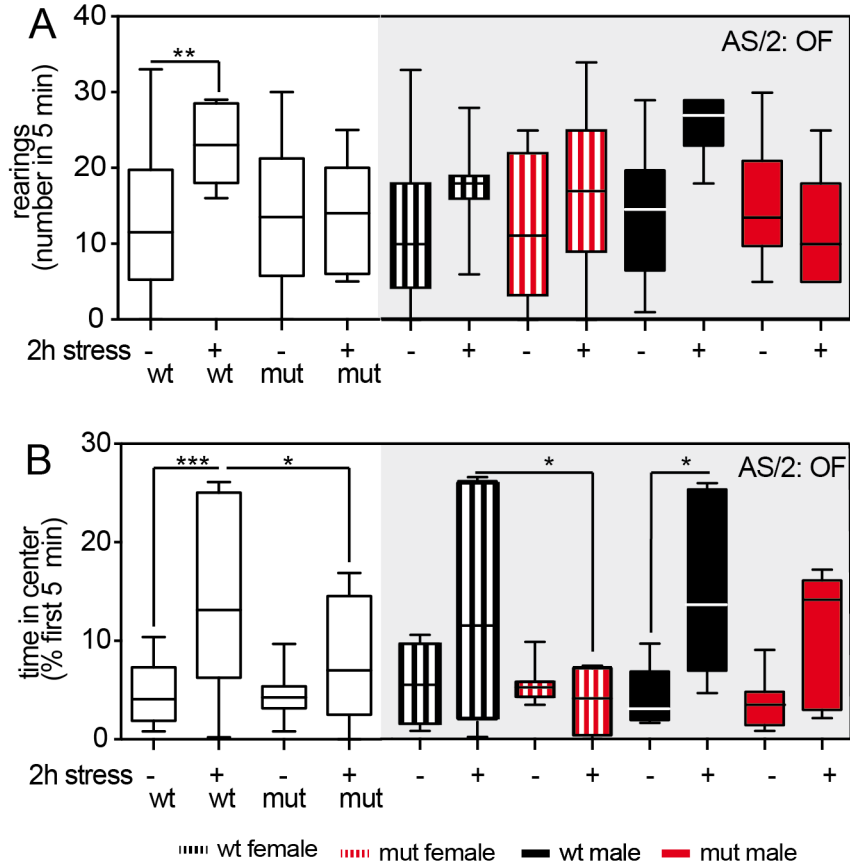 A
AS/2: OF
rearings
(number in 5 min)
40
30
20
10
0
**
2h stress - + - + - + - + - + - +
wt wt mut mut
B
AS/2: OF
time in center
(% first 5 min)
30
20
10
0
*** * * *
2h stress - + - + - + - + - + - +
wt wt mut mut
wt female mut female wt male mut male